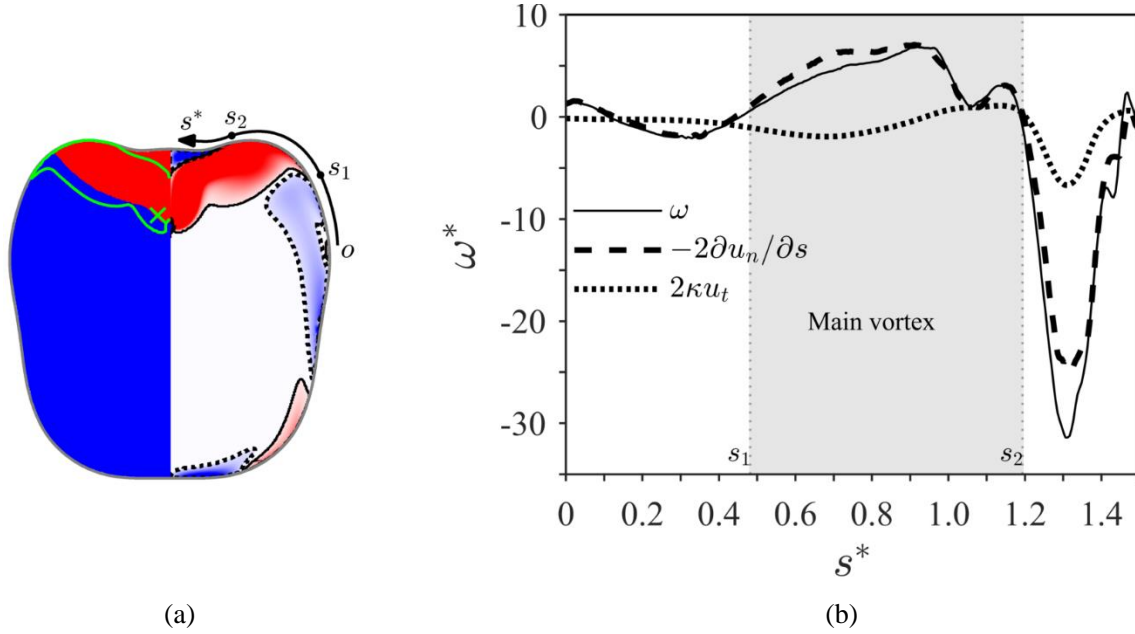 s* s₂
s₁
o
ω*
10
0
-10
-20
-30
ω
−2∂uₙ/∂s
2κuₜ
Main vortex
s₁ s₂
0 0.2 0.4 0.6 0.8 1.0 1.2 1.4
s*
(a) (b)